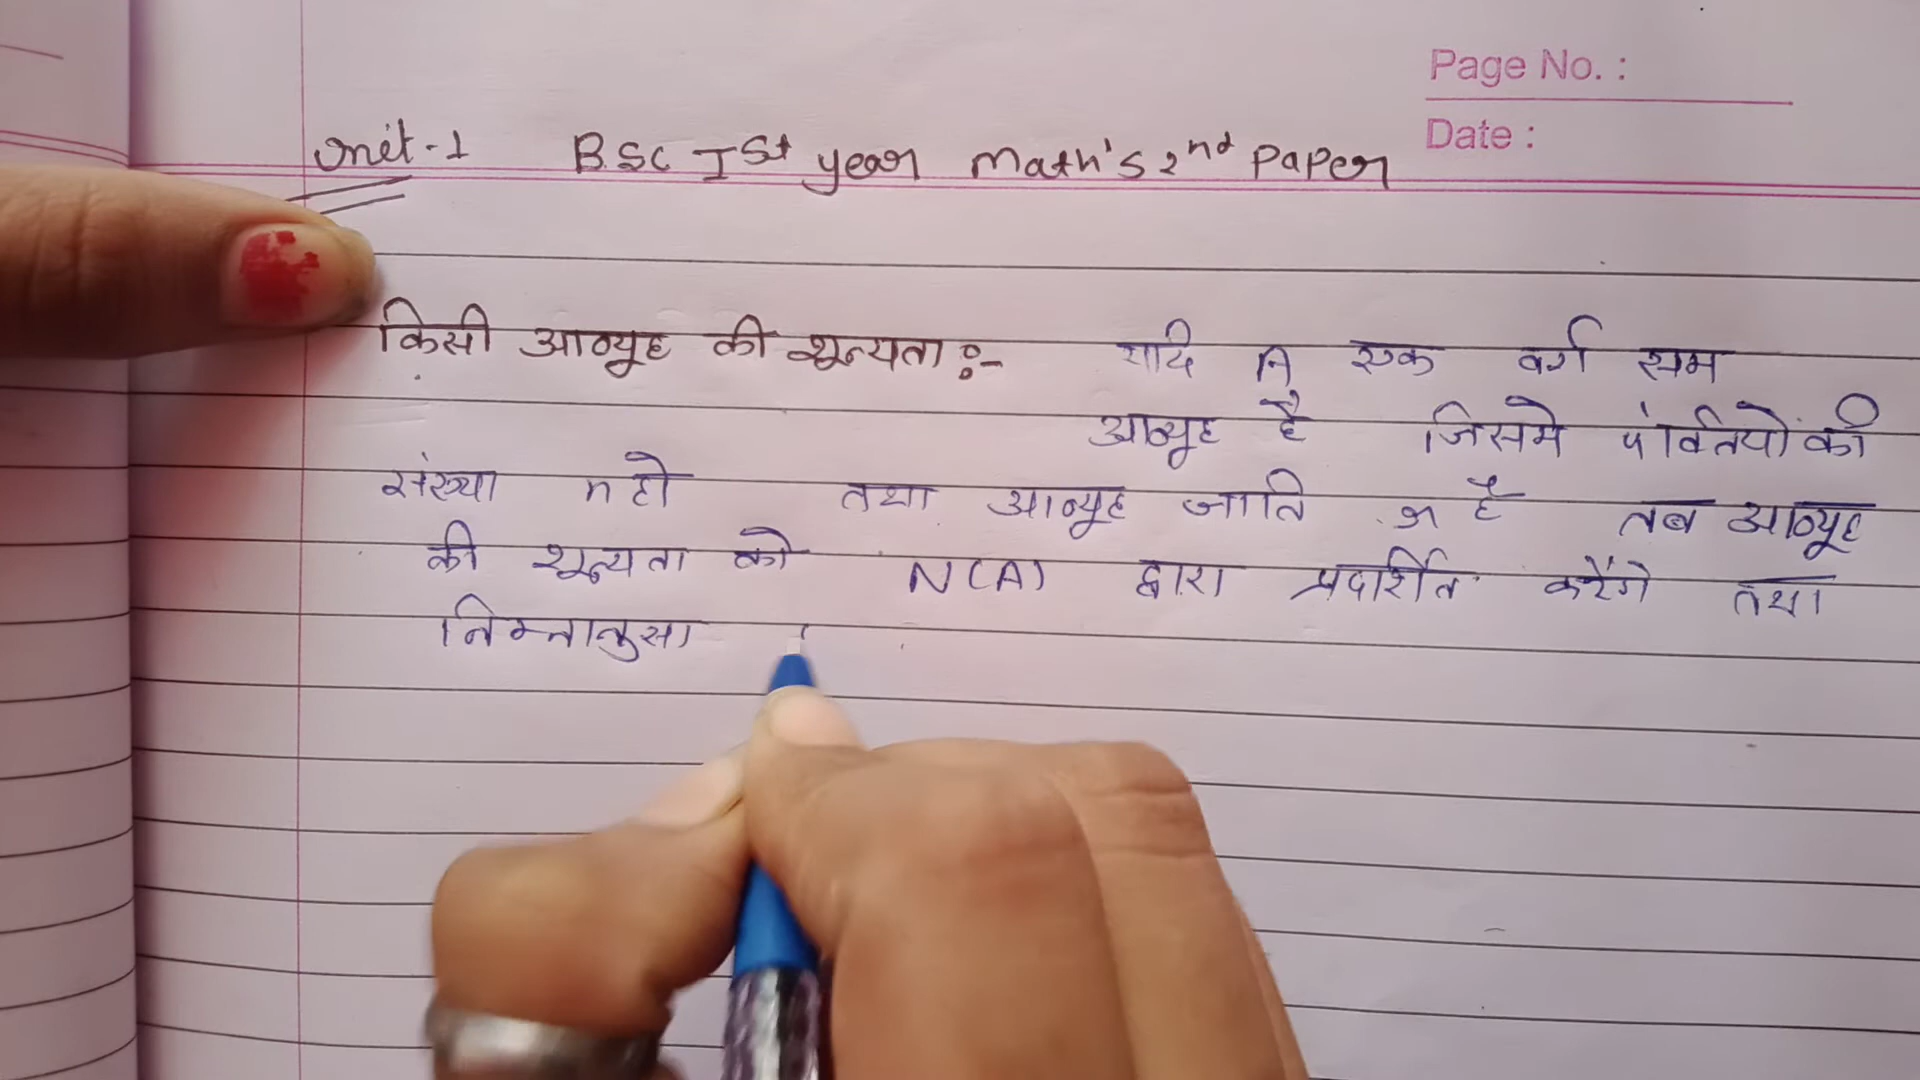 Page No. :
Date :
Unit-1 B.Sc Ist year Math's 2nd Paper
किसी आव्यूह की शून्यता :- यदि A एक वर्ग सम
आव्यूह है जिसमे पंक्तियों की
संख्या n हो तथा आव्यूह जाति r है तब आव्यूह
की शून्यता को N(A) द्वारा प्रदर्शित करेंगे तथा
निम्नानुसा